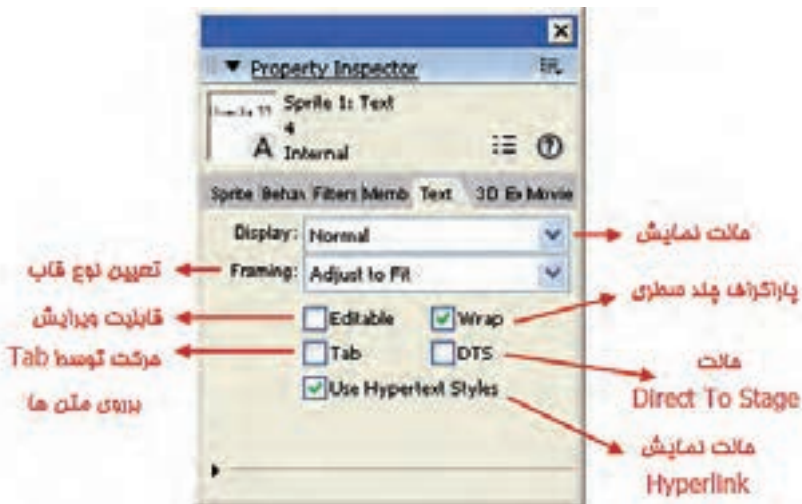 Property Inspector
Sprite 1: Text
4
A Internal
Sprite Behav Filters Memb Text 3D Ex Movie
Display: Normal
حالت نمایش
Framing: Adjust to Fit
تعیین نوع قاب
پاراگراف چند سطری
Editable
Wrap
قابلیت ویرایش
Tab
DTS
حرکت توسط Tab
برروی متن ها
حالت
Direct To Stage
Use Hypertext Styles
حالت نمایش
Hyperlink